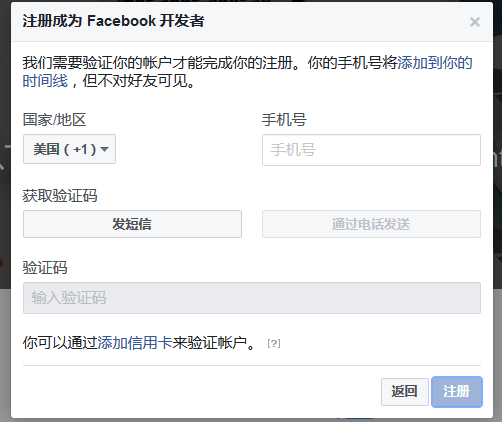 注册成为 Facebook 开发者
×
我们需要验证你的帐户才能完成你的注册。你的手机号将添加到你的
时间线，但不对好友可见。
国家/地区
手机号
美国（+1）
手机号
获取验证码
发短信
通过电话发送
验证码
输入验证码
你可以通过添加信用卡来验证帐户。 [?]
返回
注册